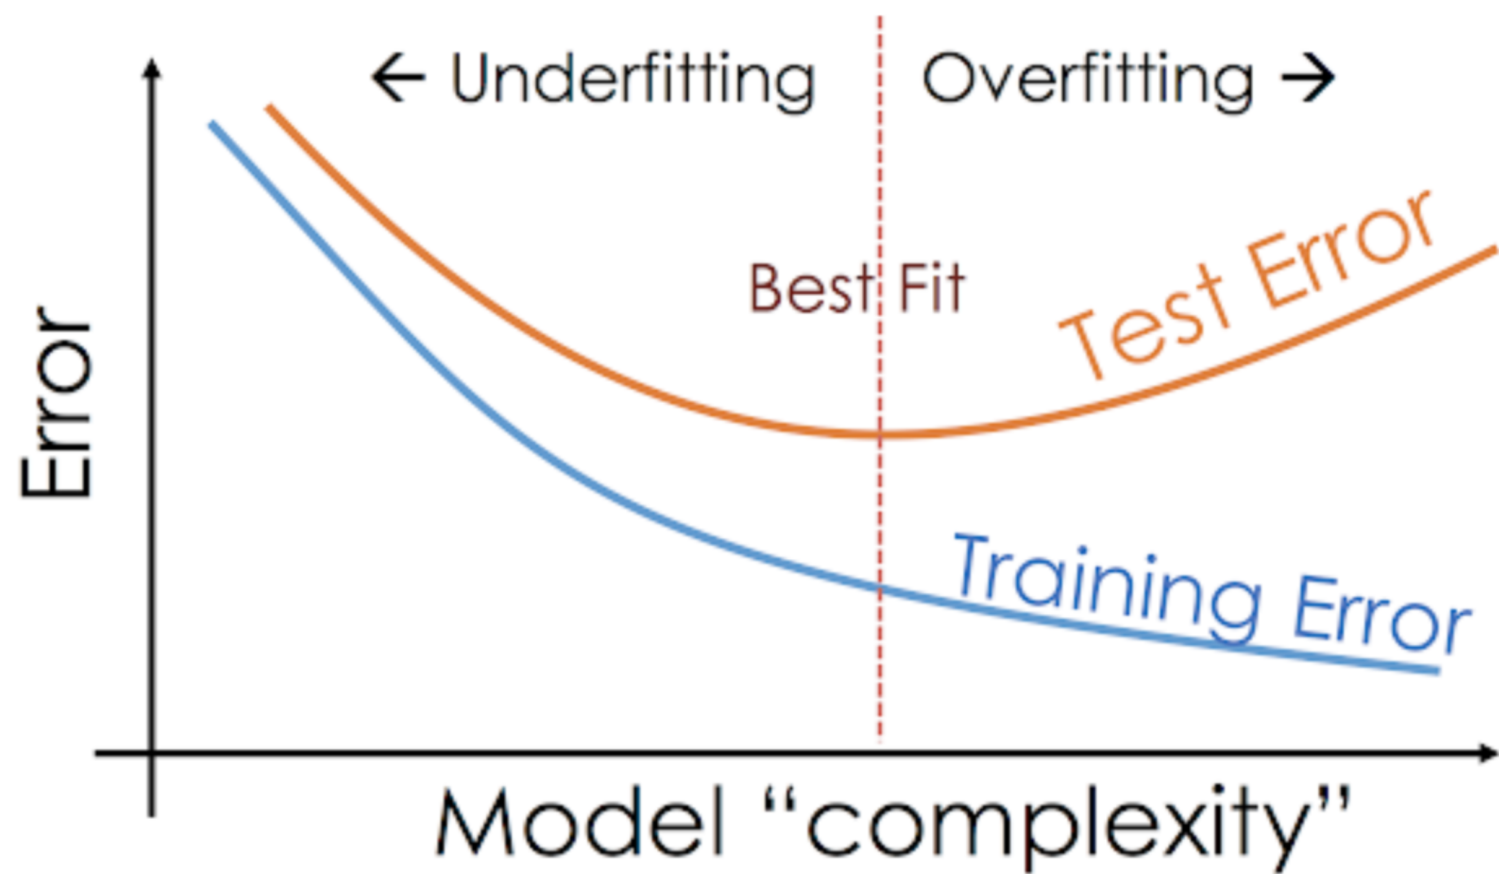 ← Underfitting
Overfitting →
Best Fit
Test Error
Training Error
Error
Model “complexity”